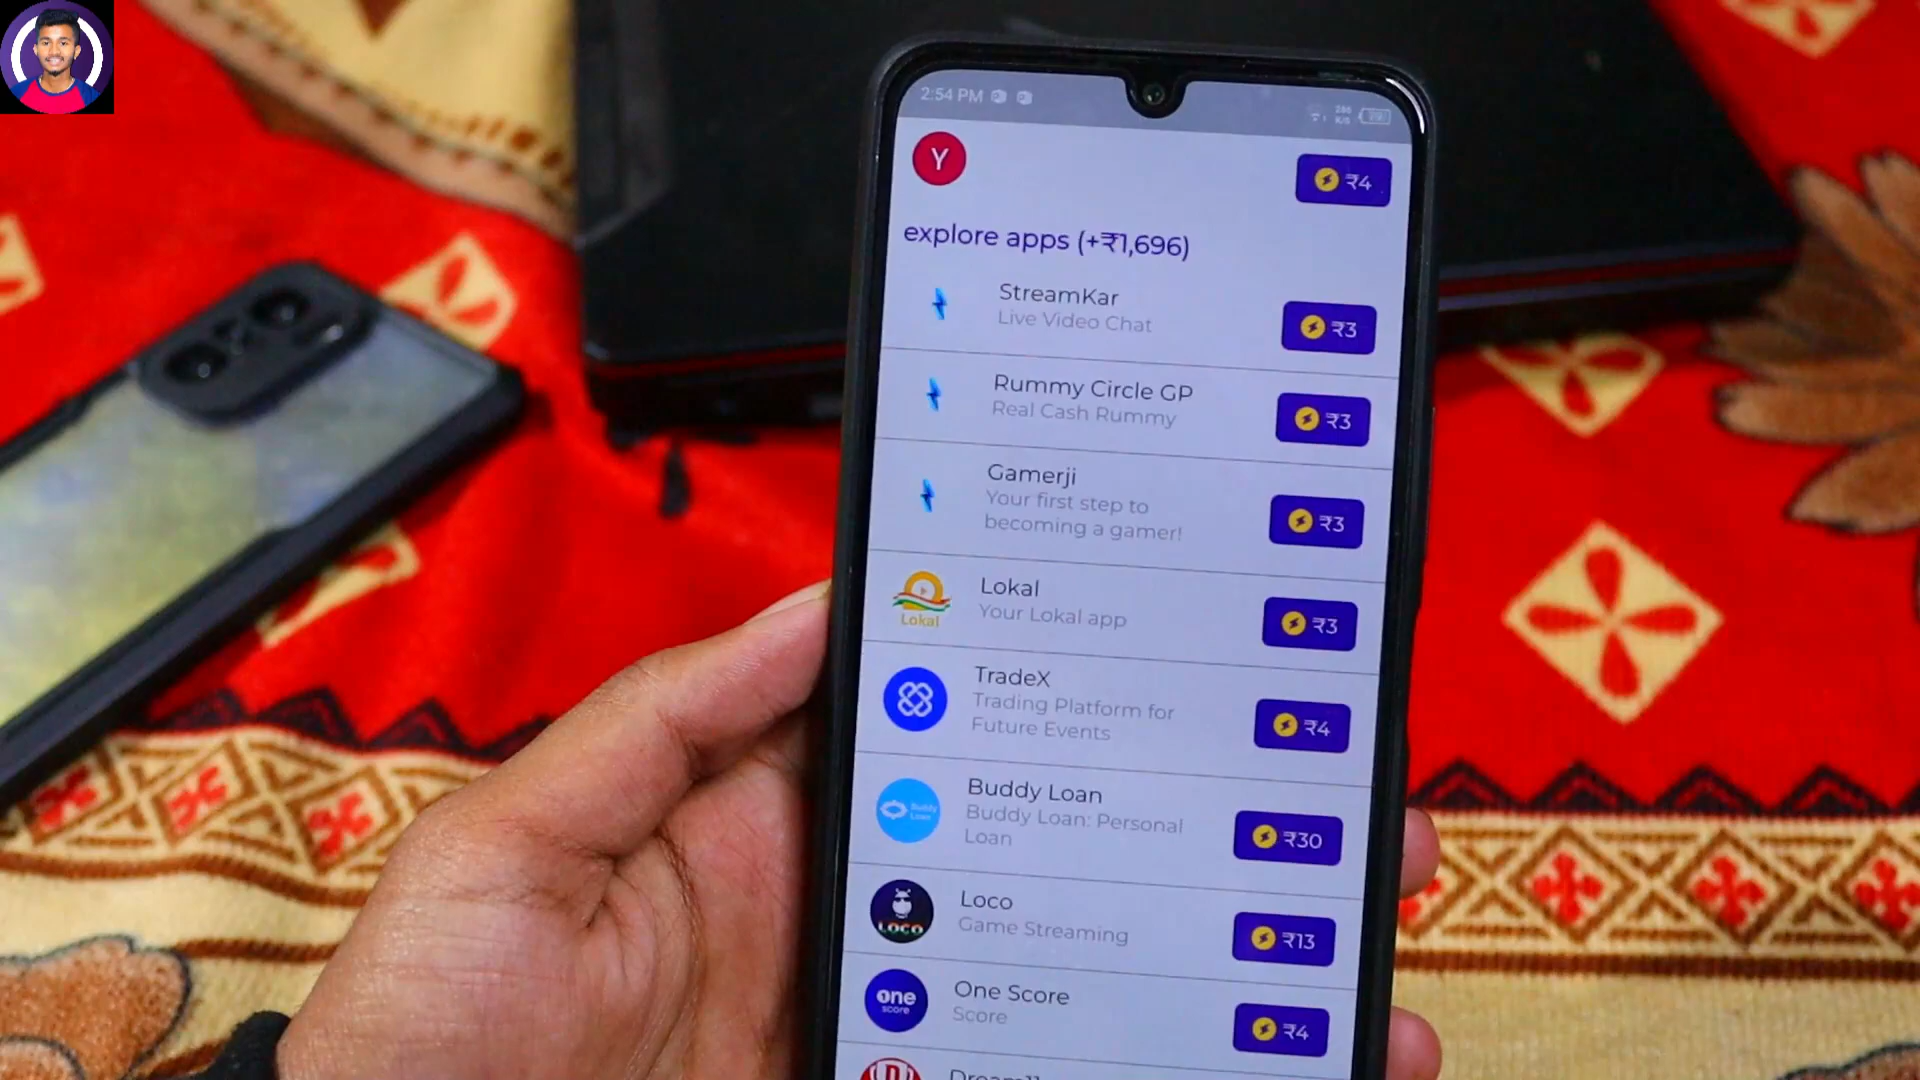 2:54 PM
Y
₹4
explore apps (+₹1,696)
StreamKar
Live Video Chat
₹3
Rummy Circle GP
Real Cash Rummy
₹3
Gamerji
Your first step to
becoming a gamer!
₹3
Lokal
Lokal
Your Lokal app
₹3
TradeX
Trading Platform for
Future Events
₹4
Buddy
Loan
Buddy Loan
Buddy Loan: Personal
Loan
₹30
LOCO
Loco
Game Streaming
₹13
one
score
One Score
Score
₹4